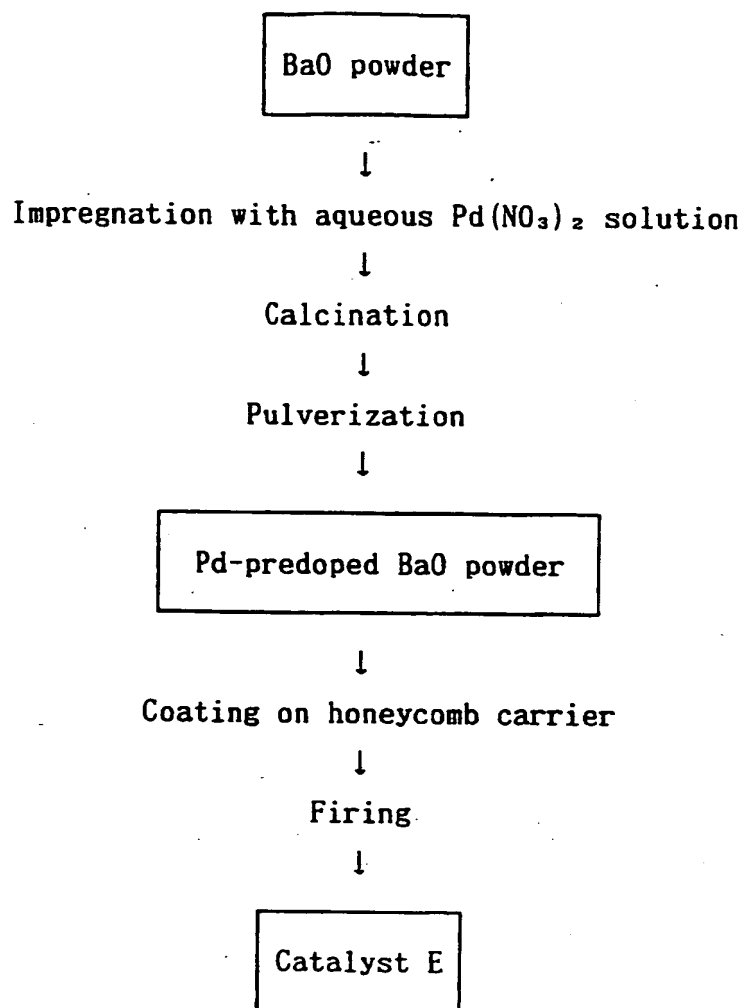 BaO powder
↓
Impregnation with aqueous Pd(NO₃)₂ solution
↓
Calcination
↓
Pulverization
↓
Pd-predoped BaO powder
↓
Coating on honeycomb carrier
↓
Firing
↓
Catalyst E